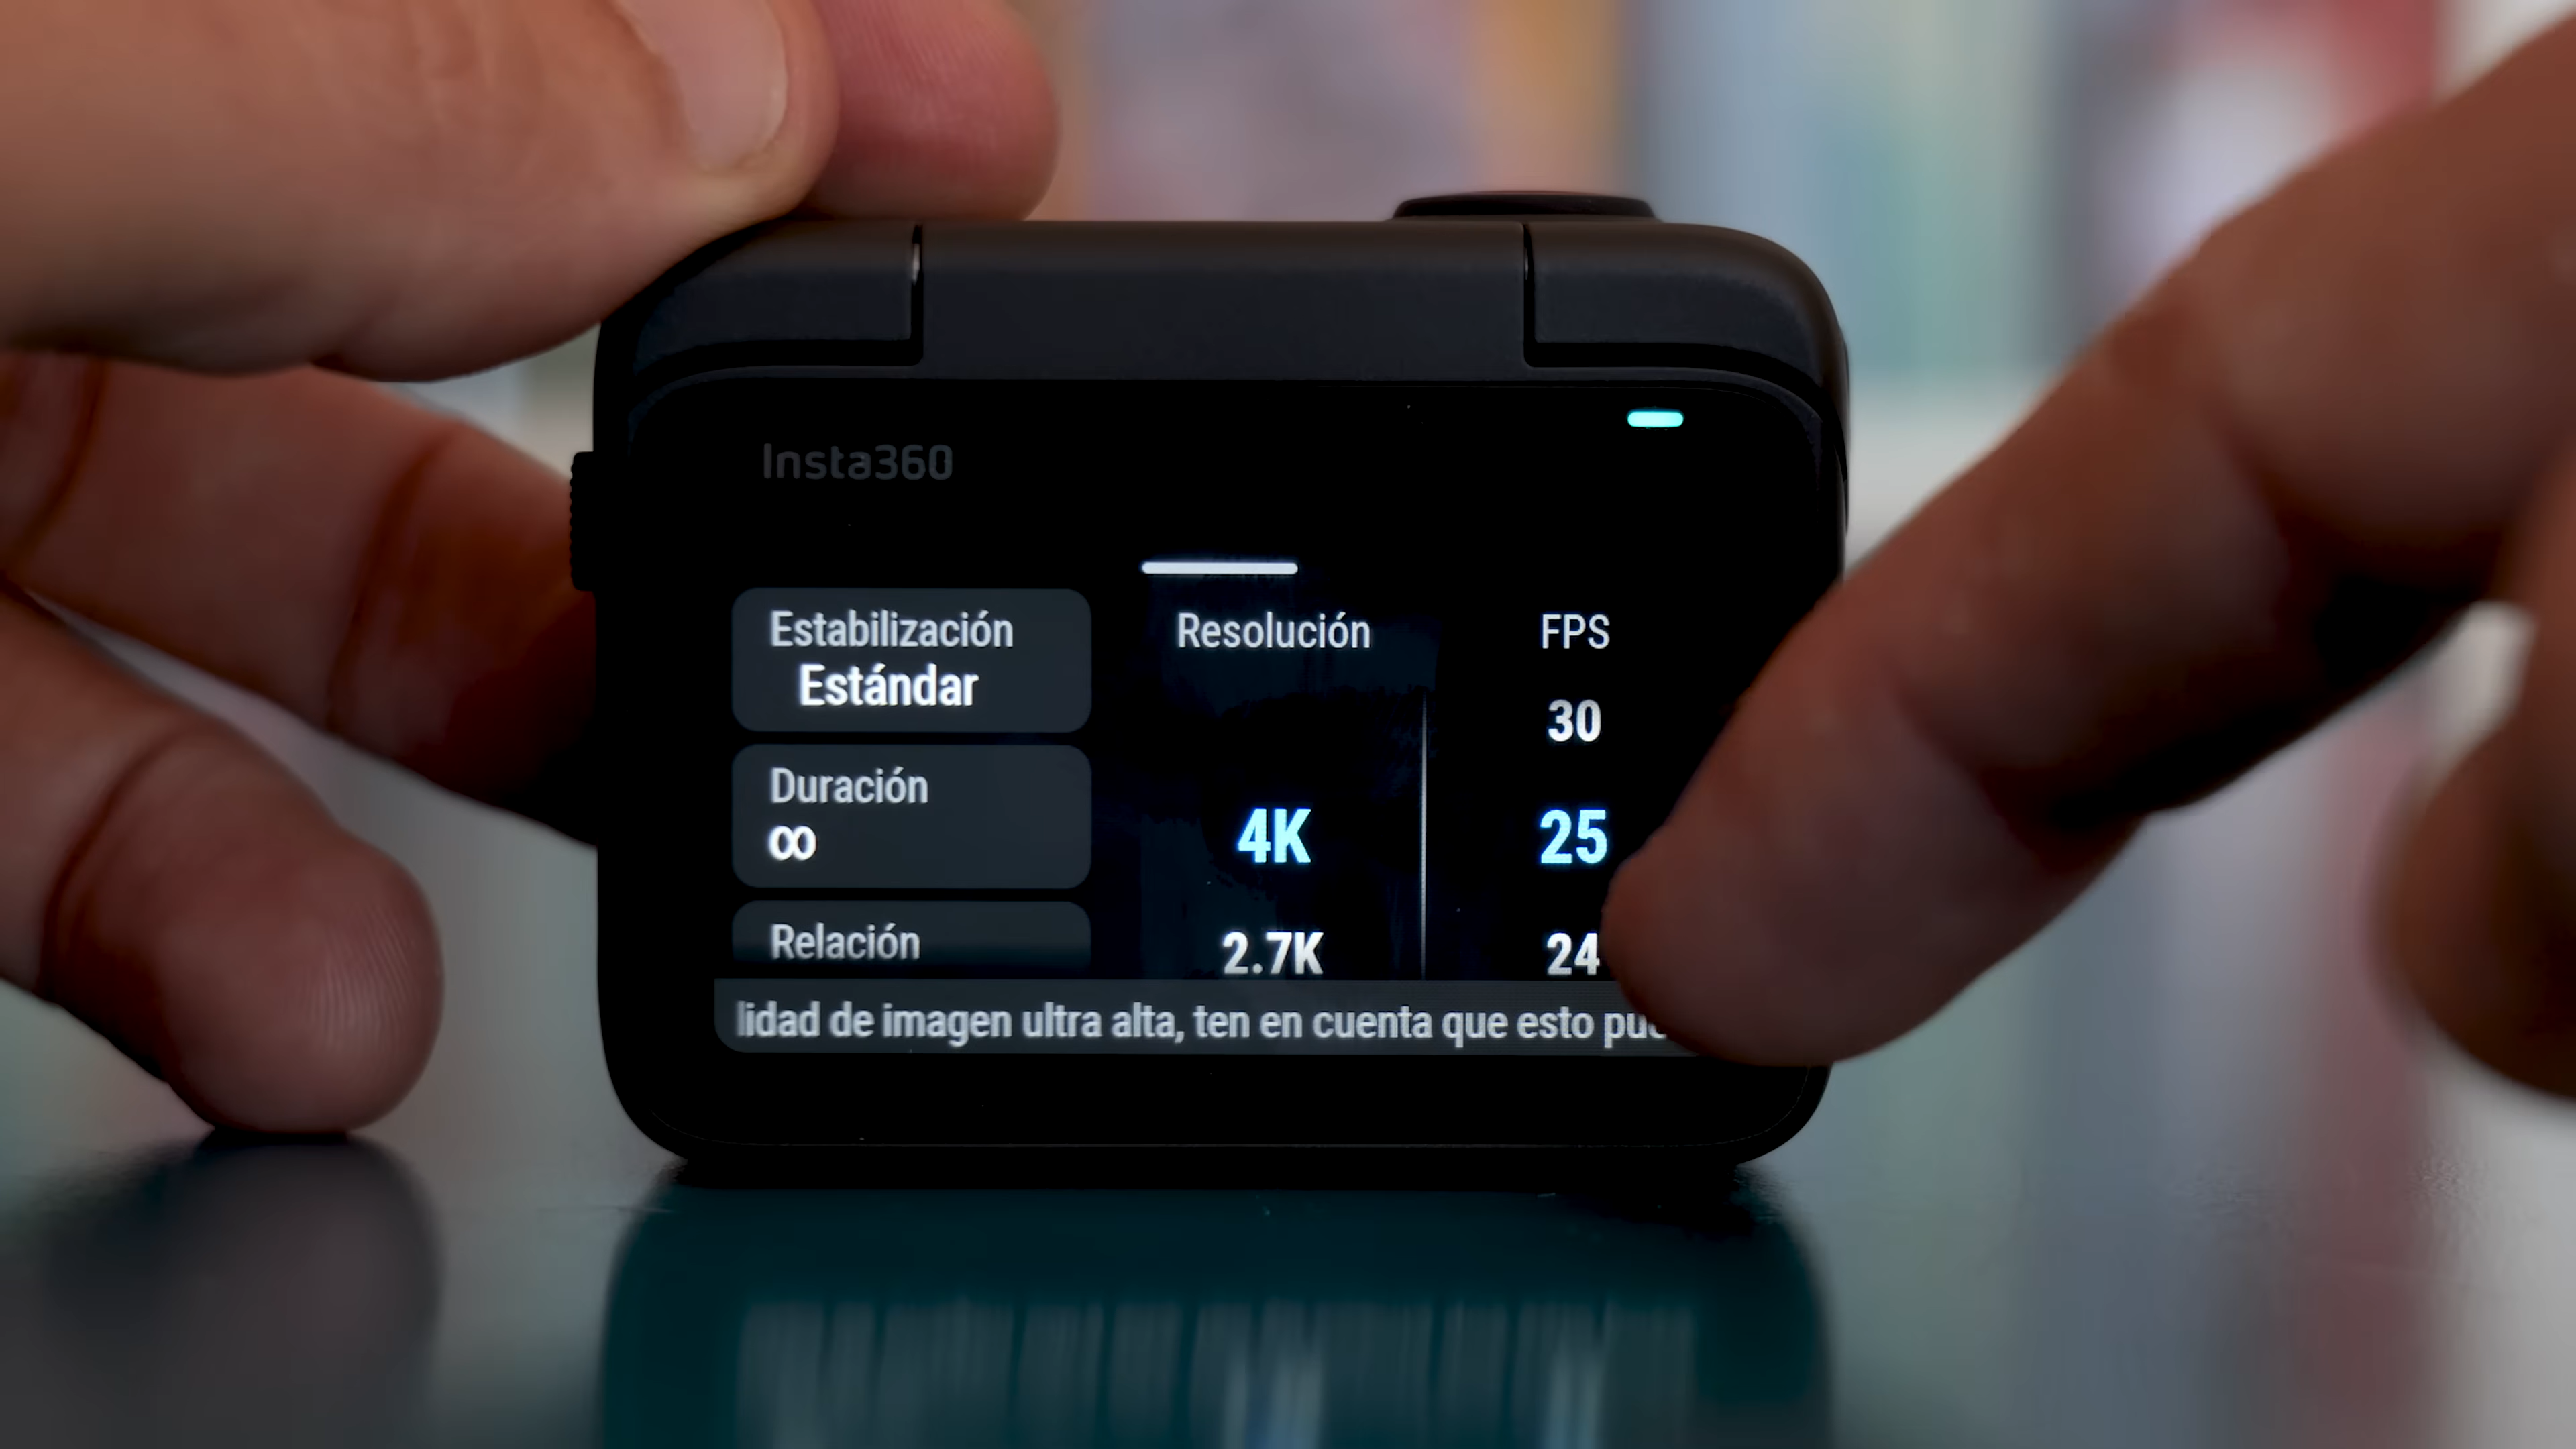 Insta360
Estabilización
Estándar
Duración
∞
Relación
Resolución
4K
2.7K
FPS
30
25
24
lidad de imagen ultra alta, ten en cuenta que esto